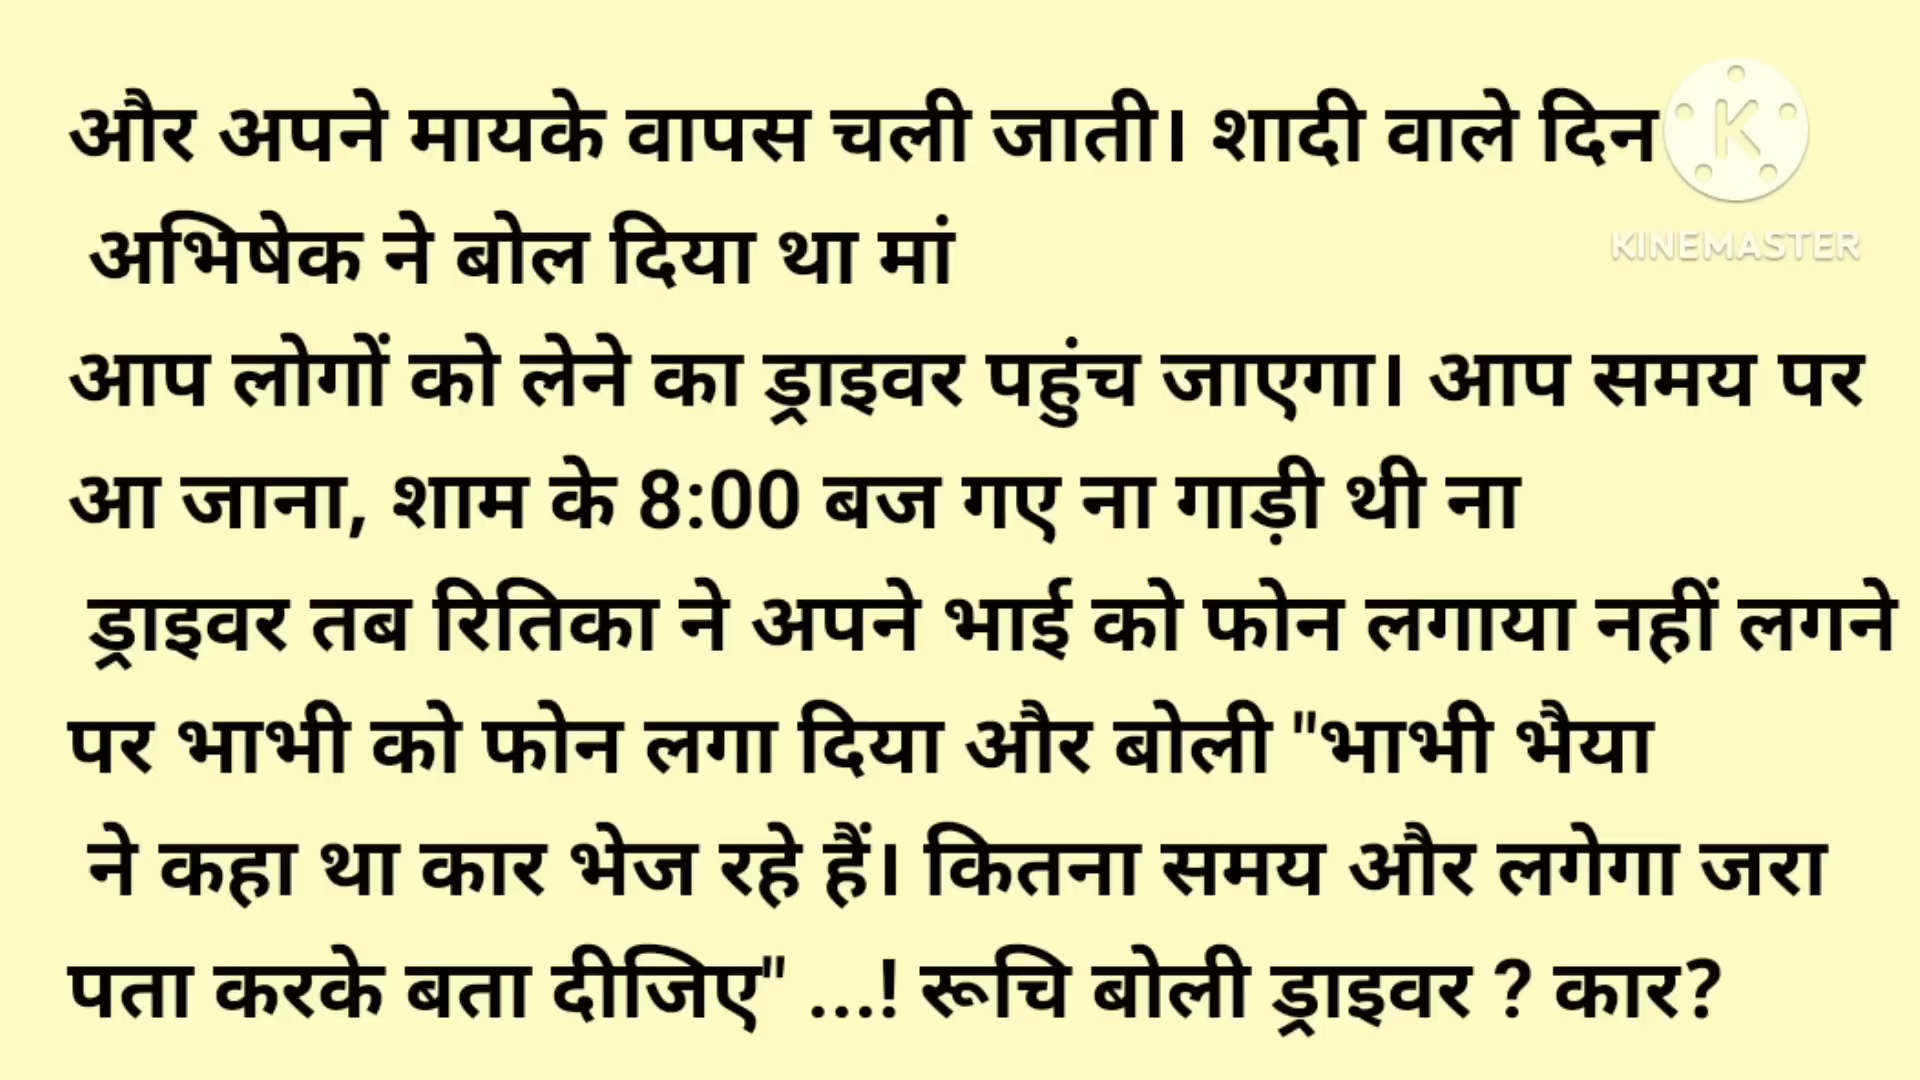 और अपने मायके वापस चली जाती। शादी वाले दिन
अभिषेक ने बोल दिया था मां
आप लोगों को लेने का ड्राइवर पहुंच जाएगा। आप समय पर
आ जाना, शाम के 8:00 बज गए ना गाड़ी थी ना
ड्राइवर तब रितिका ने अपने भाई को फोन लगाया नहीं लगने
पर भाभी को फोन लगा दिया और बोली "भाभी भैया
ने कहा था कार भेज रहे हैं। कितना समय और लगेगा जरा
पता करके बता दीजिए" ...! रूचि बोली ड्राइवर ? कार?
K
KINEMASTER